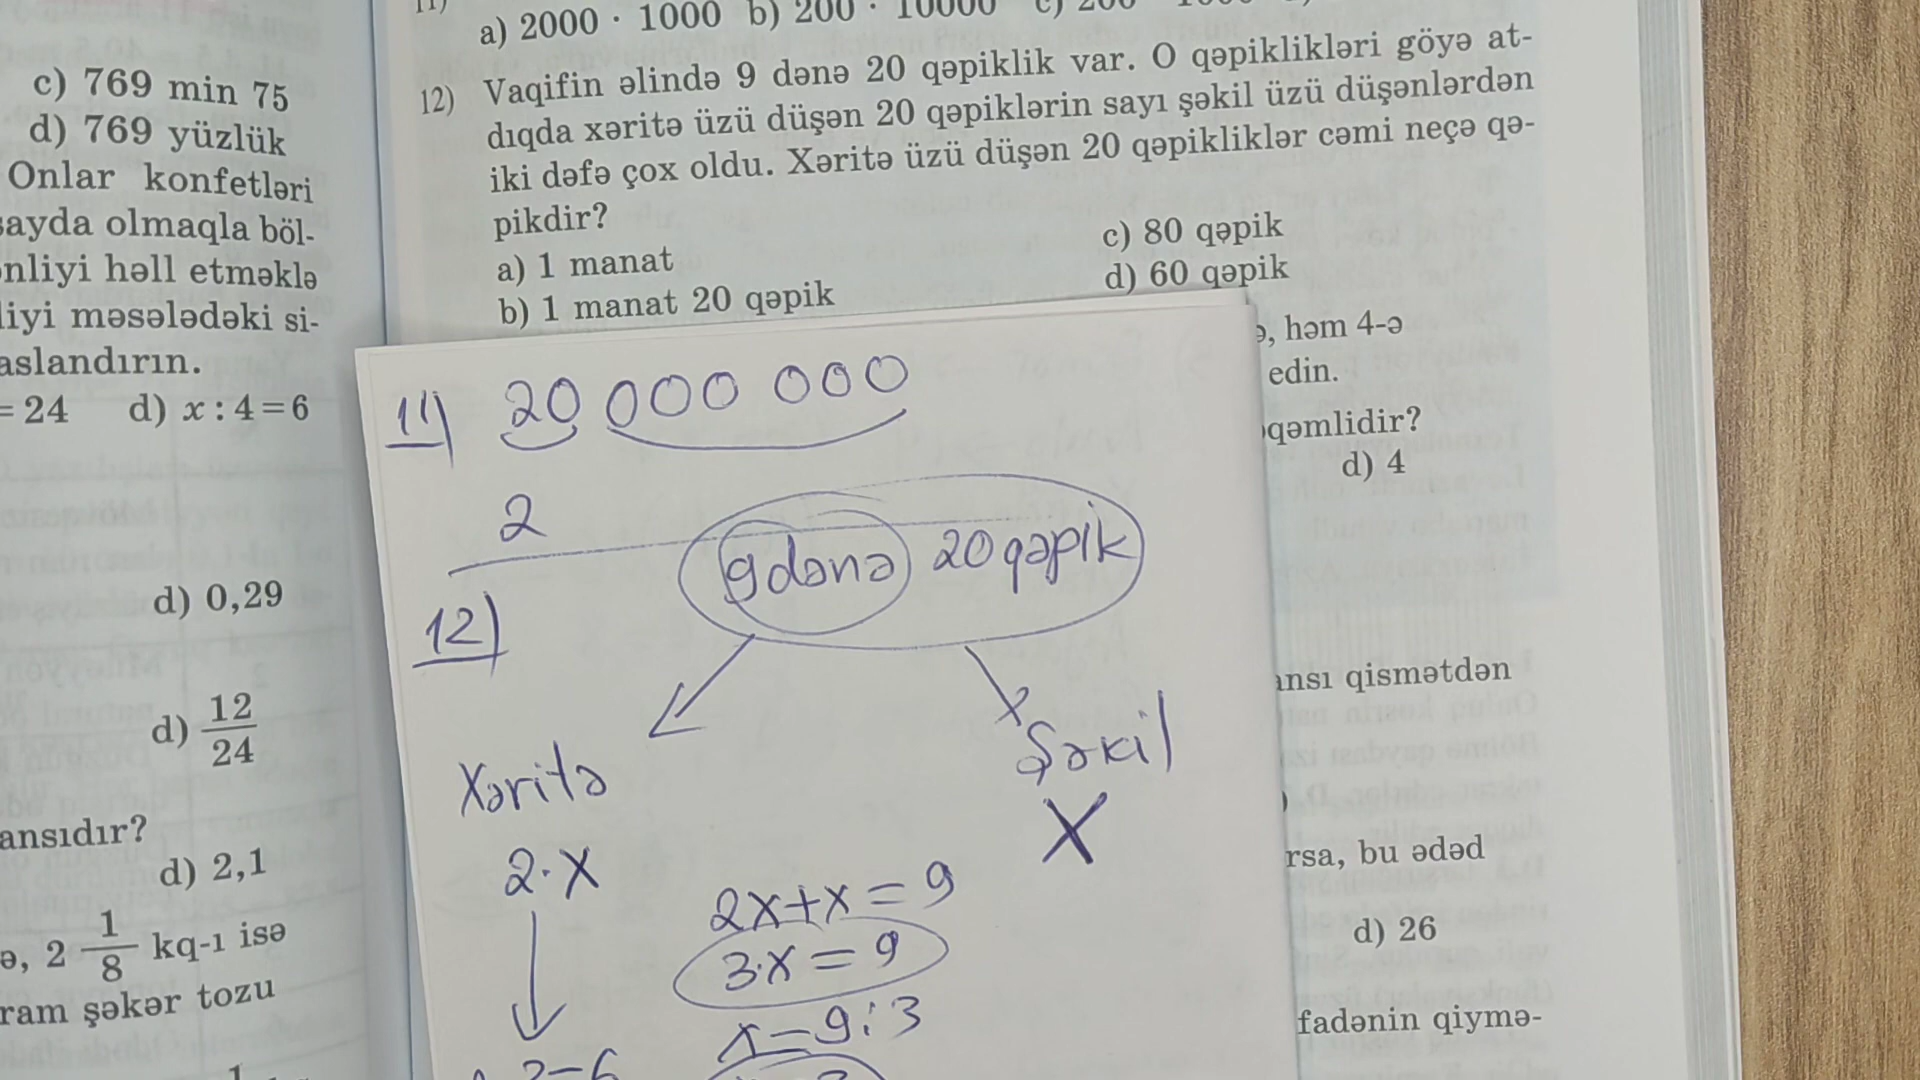 c) 769 min 75
d) 769 yüzlük
Onlar konfetləri
sayda olmaqla böl-
nliyi həll etməklə
liyi məsələdəki si-
aslandırın.
= 24 d) x : 4 = 6
d) 0,29
d) 12/24
ansıdır?
d) 2,1
ə, 2 1/8 kq-ı isə
ram şəkər tozu
11)
a) 2000 · 1000 b) 200 · 10000 c)
12) Vaqifin əlində 9 dənə 20 qəpiklik var. O qəpiklikləri göyə at-
dıqda xəritə üzü düşən 20 qəpiklərin sayı şəkil üzü düşənlərdən
iki dəfə çox oldu. Xəritə üzü düşən 20 qəpikliklər cəmi neçə qə-
pikdir?
a) 1 manat
b) 1 manat 20 qəpik
c) 80 qəpik
d) 60 qəpik
ə, həm 4-ə
edin.
qəmlidir?
d) 4
ansı qismətdən
)
rsa, bu ədəd
d) 26
fadənin qiymə-
11) 20 000 000
2
12)
9 dənə 20 qəpik
Xəritə
Şəkil
2·X
X
2x+x = 9
3·x = 9
x = 9:3